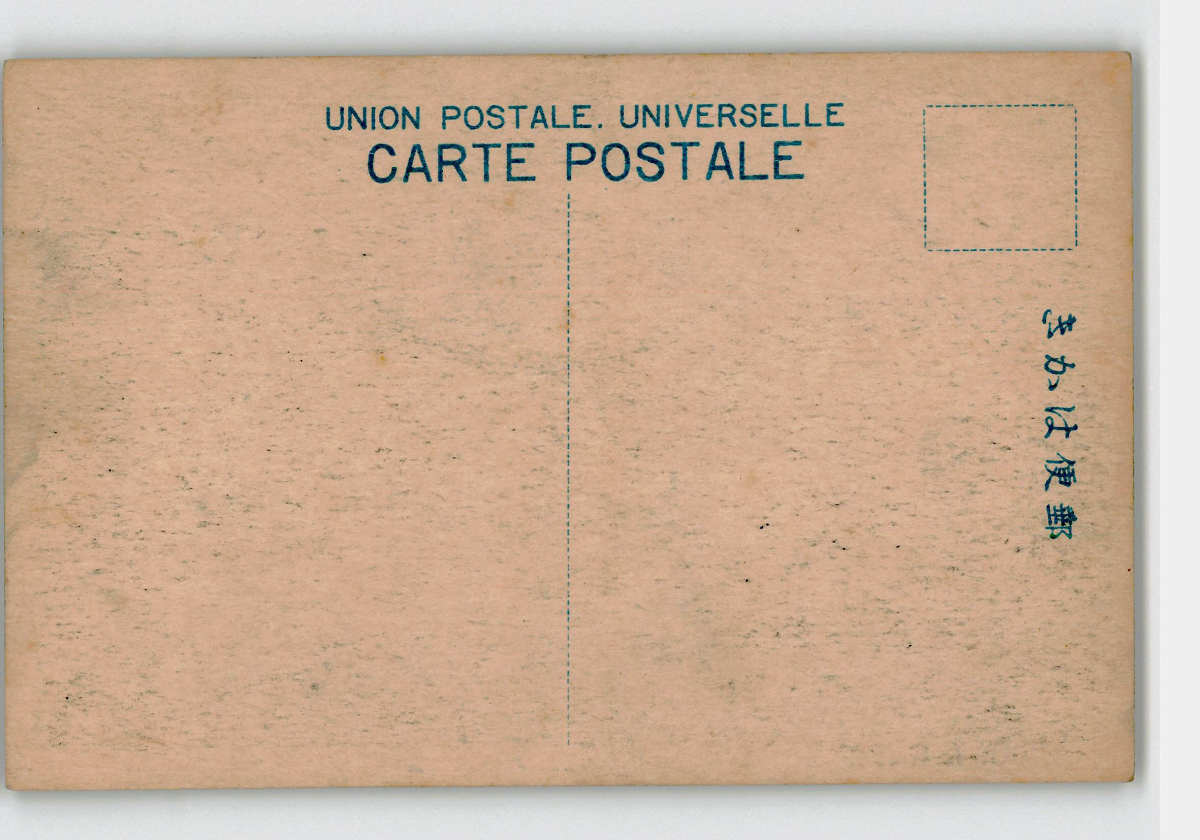 UNION POSTALE. UNIVERSELLE
CARTE POSTALE
郵便はかき